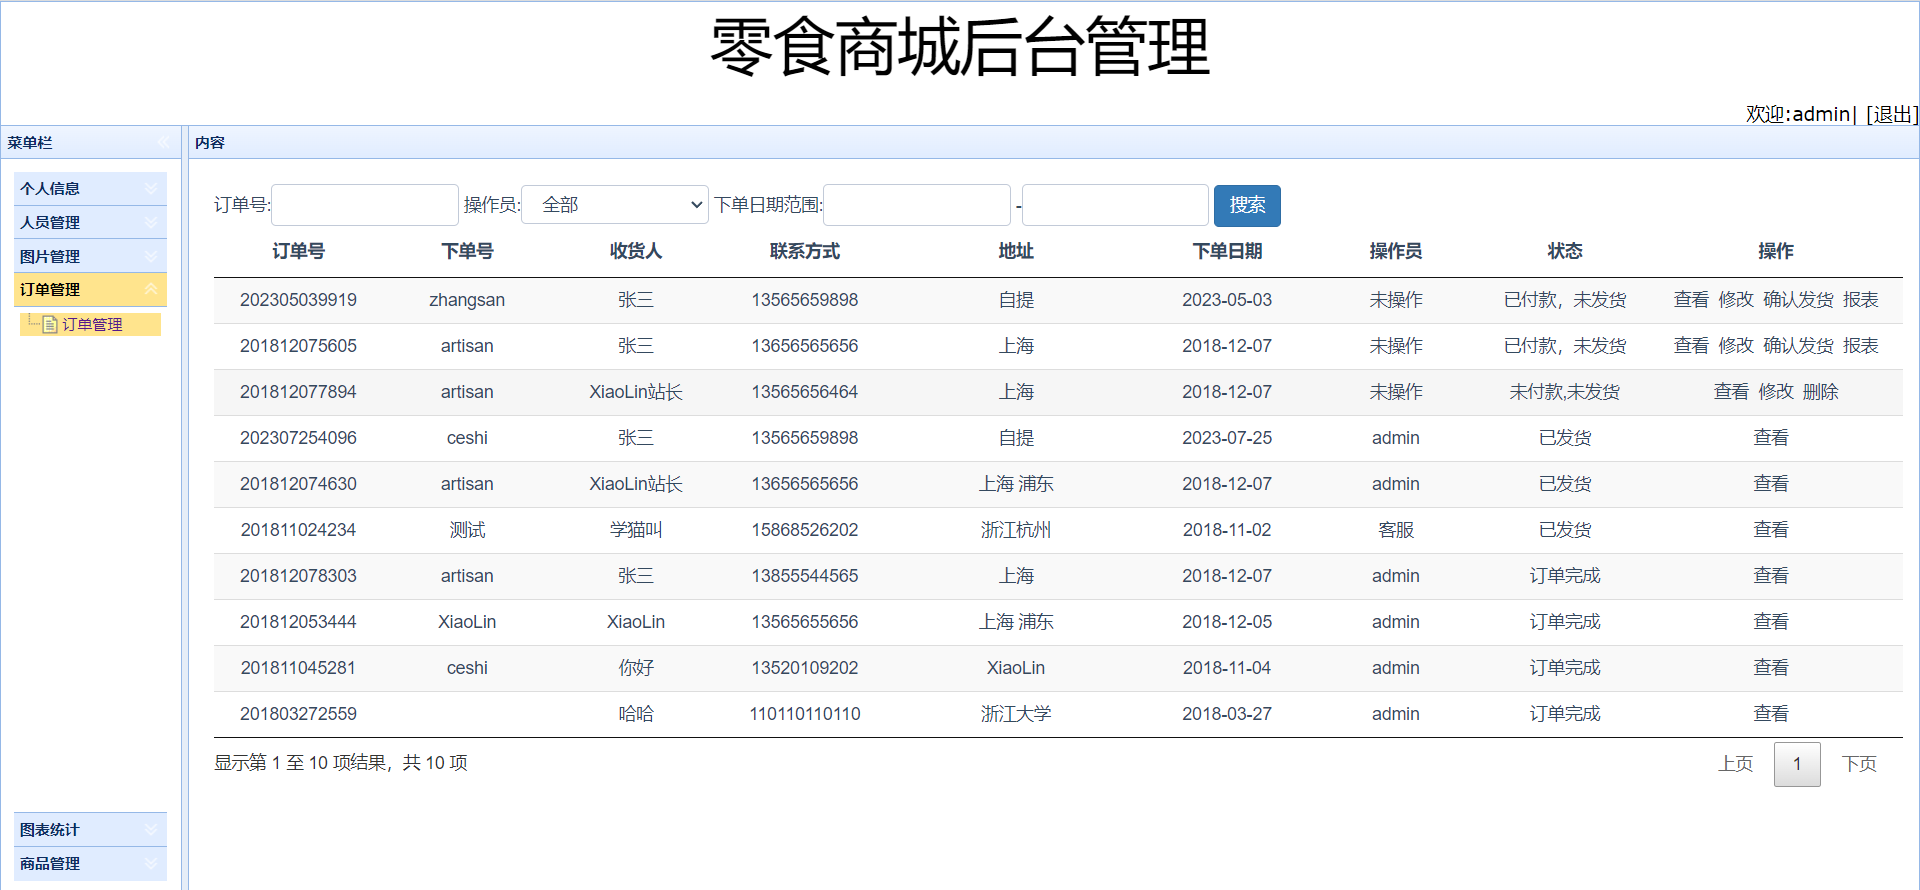 零食商城后台管理
欢迎:admin| [退出]
菜单栏
内容
个人信息
人员管理
图片管理
订单管理
订单管理
图表统计
商品管理
订单号: 操作员: 全部 下单日期范围: - 搜索
订单号 下单号 收货人 联系方式 地址 下单日期 操作员 状态 操作
202305039919 zhangsan 张三 13565659898 自提 2023-05-03 未操作 已付款，未发货 查看 修改 确认发货 报表
201812075605 artisan 张三 13656565656 上海 2018-12-07 未操作 已付款，未发货 查看 修改 确认发货 报表
201812077894 artisan XiaoLin站长 13565656464 上海 2018-12-07 未操作 未付款,未发货 查看 修改 删除
202307254096 ceshi 张三 13565659898 自提 2023-07-25 admin 已发货 查看
201812074630 artisan XiaoLin站长 13656565656 上海 浦东 2018-12-07 admin 已发货 查看
201811024234 测试 学猫叫 15868526202 浙江杭州 2018-11-02 客服 已发货 查看
201812078303 artisan 张三 13855544565 上海 2018-12-07 admin 订单完成 查看
201812053444 XiaoLin XiaoLin 13565655656 上海 浦东 2018-12-05 admin 订单完成 查看
201811045281 ceshi 你好 13520109202 XiaoLin 2018-11-04 admin 订单完成 查看
201803272559 哈哈 110110110110 浙江大学 2018-03-27 admin 订单完成 查看
显示第 1 至 10 项结果，共 10 项
上页 1 下页